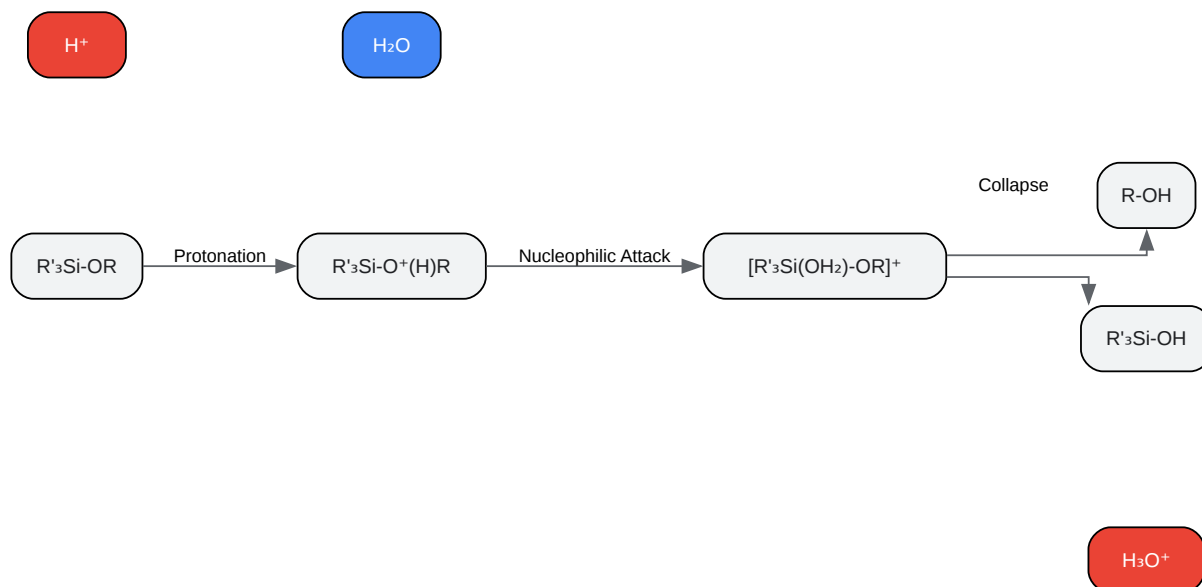 H⁺
H₂O
Collapse
R-OH
R'₃Si-OR
Protonation
R'₃Si-O⁺(H)R
Nucleophilic Attack
[R'₃Si(OH₂)-OR]⁺
R'₃Si-OH
H₃O⁺